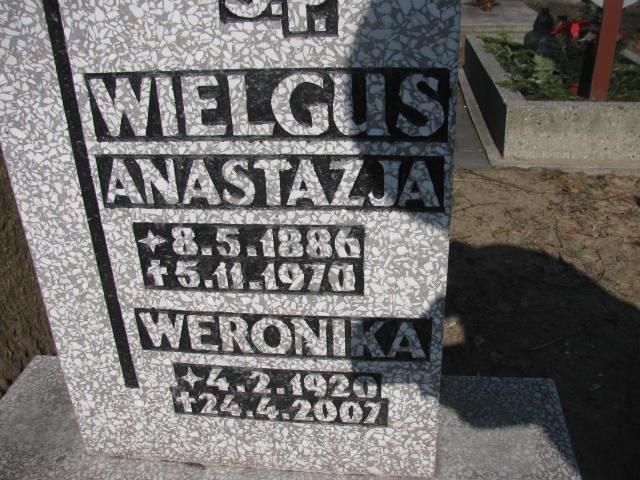 Ś.P.
WIELGUS
ANASTAZJA
✶ 8.5.1886
✝ 5.11.1970
WERONIKA
✶ 4.2.1920
✝ 24.4.2007